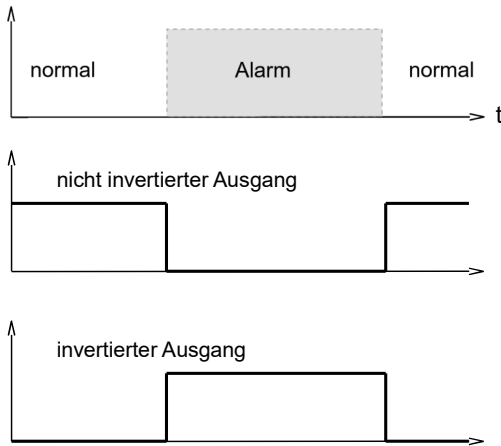 normal Alarm normal
t
nicht invertierter Ausgang
invertierter Ausgang